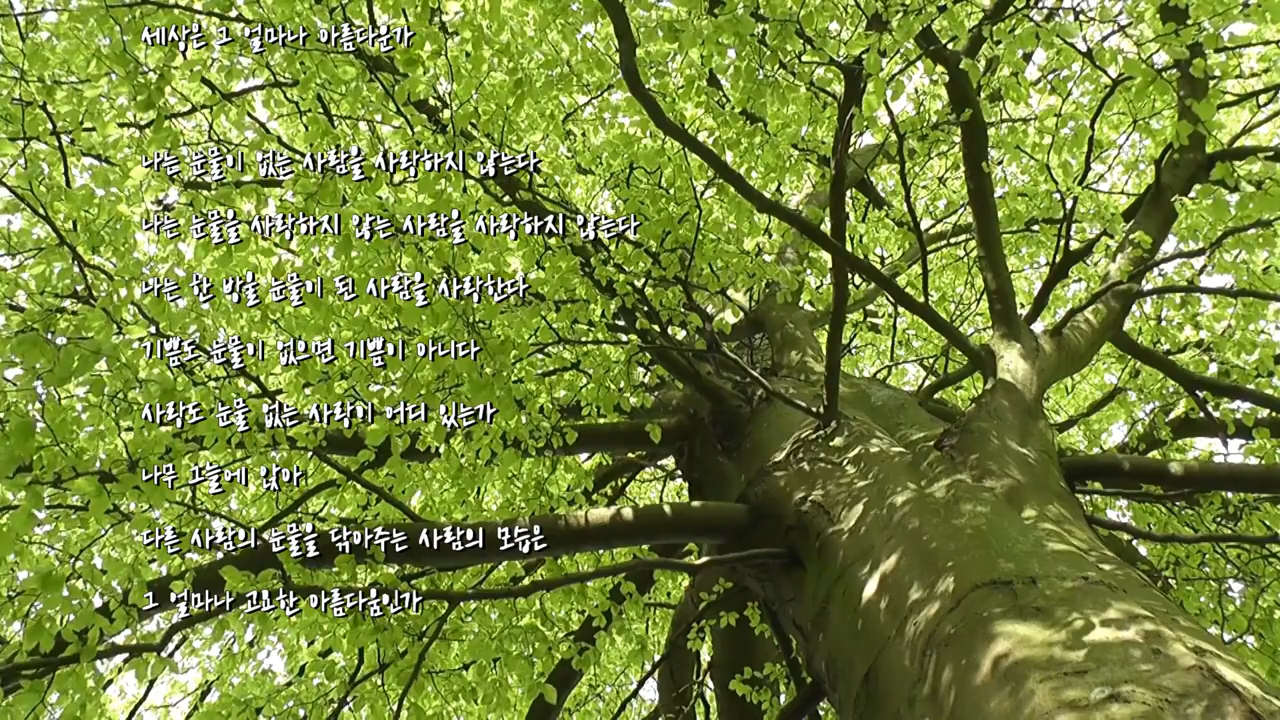 세상은 그 얼마나 아름다운가
나는 눈물이 없는 사람을 사랑하지 않는다
나는 눈물을 사랑하지 않는 사람을 사랑하지 않는다
나는 한 방울 눈물이 된 사람을 사랑한다
기쁨도 눈물이 없으면 기쁨이 아니다
사랑도 눈물 없는 사랑이 어디 있는가
나무 그늘에 앉아
다른 사람의 눈물을 닦아주는 사람의 모습은
그 얼마나 고요한 아름다움인가